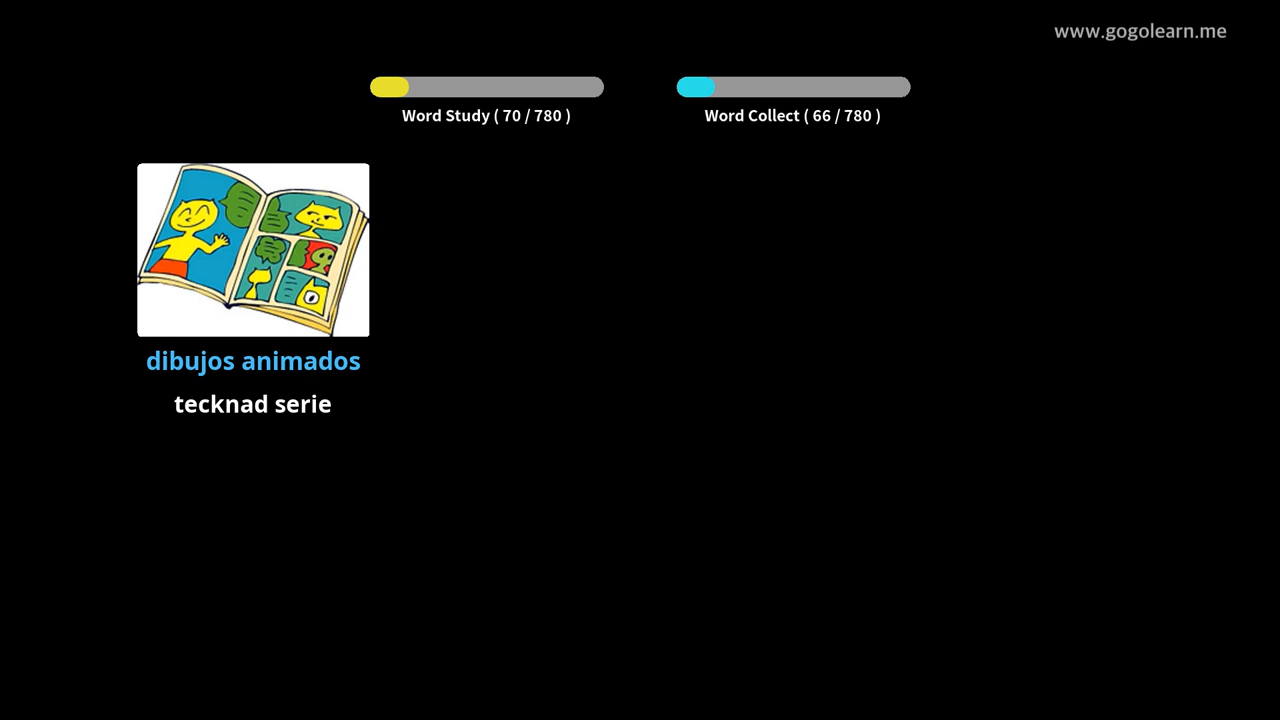 www.gogolearn.me
Word Study ( 70 / 780 )
Word Collect ( 66 / 780 )
dibujos animados
tecknad serie